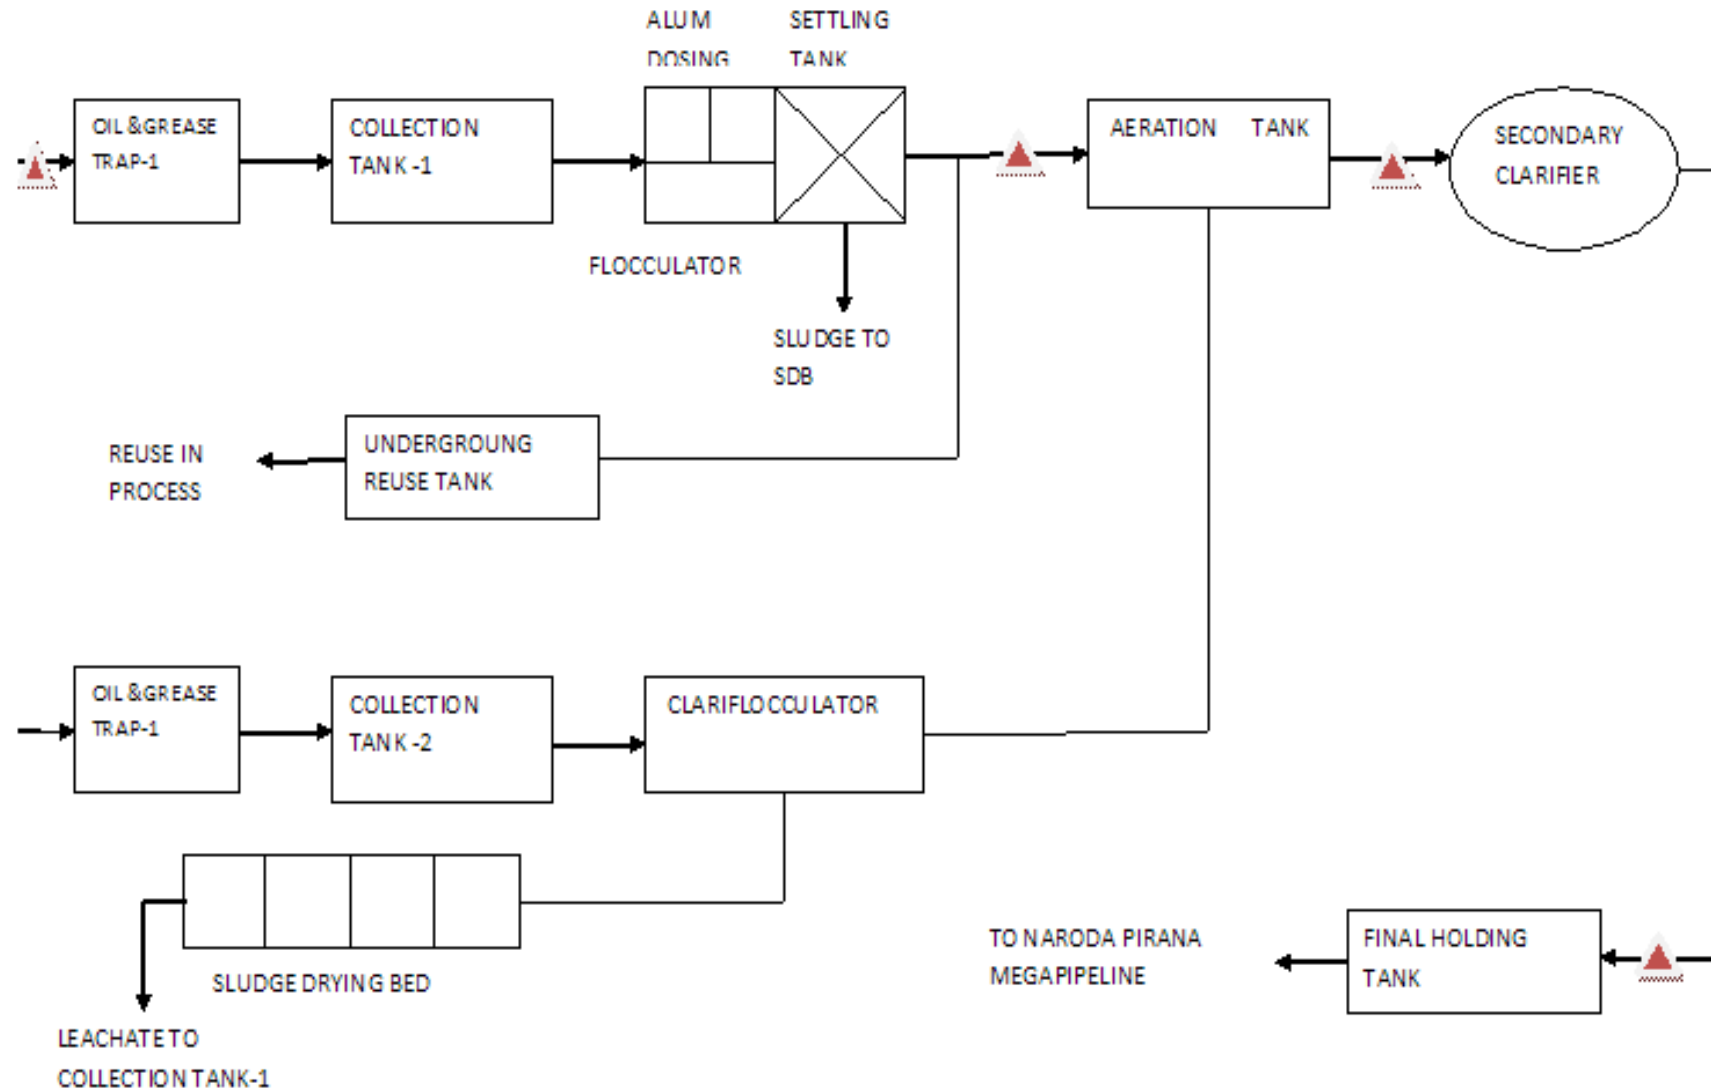 ALUM
DOSING
SETTLING
TANK
OIL &GREASE
TRAP-1
COLLECTION
TANK -1
AERATION TANK
SECONDARY
CLARIFIER
FLOCCULATOR
SLUDGE TO
SDB
REUSE IN
PROCESS
UNDERGROUNG
REUSE TANK
OIL &GREASE
TRAP-1
COLLECTION
TANK -2
CLARIFLOCCULATOR
SLUDGE DRYING BED
LEACHATE TO
COLLECTION TANK-1
TO NARODA PIRANA
MEGAPIPELINE
FINAL HOLDING
TANK